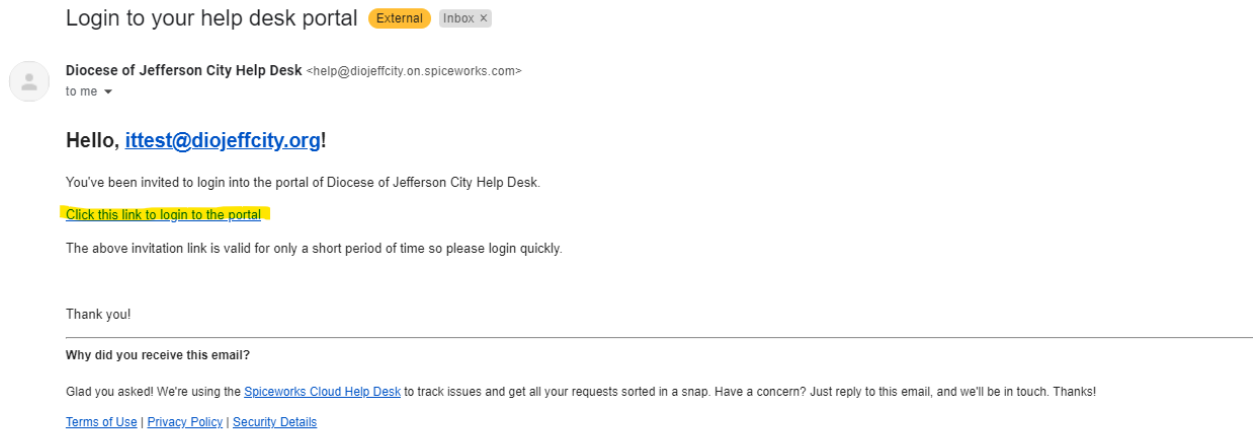 Login to your help desk portal External Inbox ×
Diocese of Jefferson City Help Desk <help@diojeffcity.on.spiceworks.com>
to me
Hello, ittest@diojeffcity.org!
You've been invited to login into the portal of Diocese of Jefferson City Help Desk.
Click this link to login to the portal
The above invitation link is valid for only a short period of time so please login quickly.
Thank you!
Why did you receive this email?
Glad you asked! We're using the Spiceworks Cloud Help Desk to track issues and get all your requests sorted in a snap. Have a concern? Just reply to this email, and we'll be in touch. Thanks!
Terms of Use | Privacy Policy | Security Details